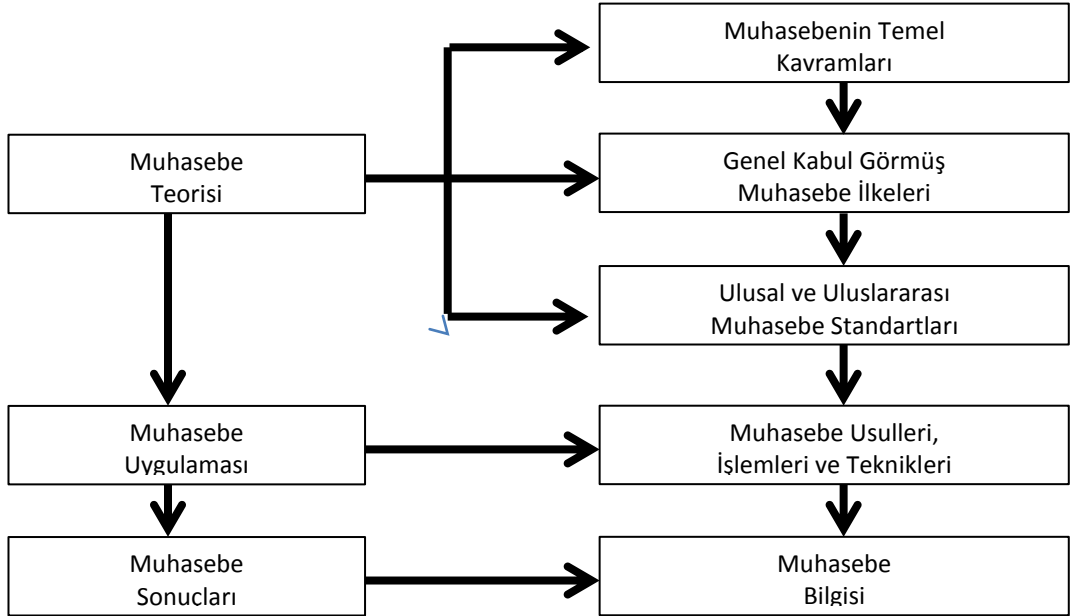 Muhasebenin Temel
Kavramları
Muhasebe
Teorisi
Genel Kabul Görmüş
Muhasebe İlkeleri
Ulusal ve Uluslararası
Muhasebe Standartları
Muhasebe
Uygulaması
Muhasebe Usulleri,
İşlemleri ve Teknikleri
Muhasebe
Sonuçları
Muhasebe
Bilgisi